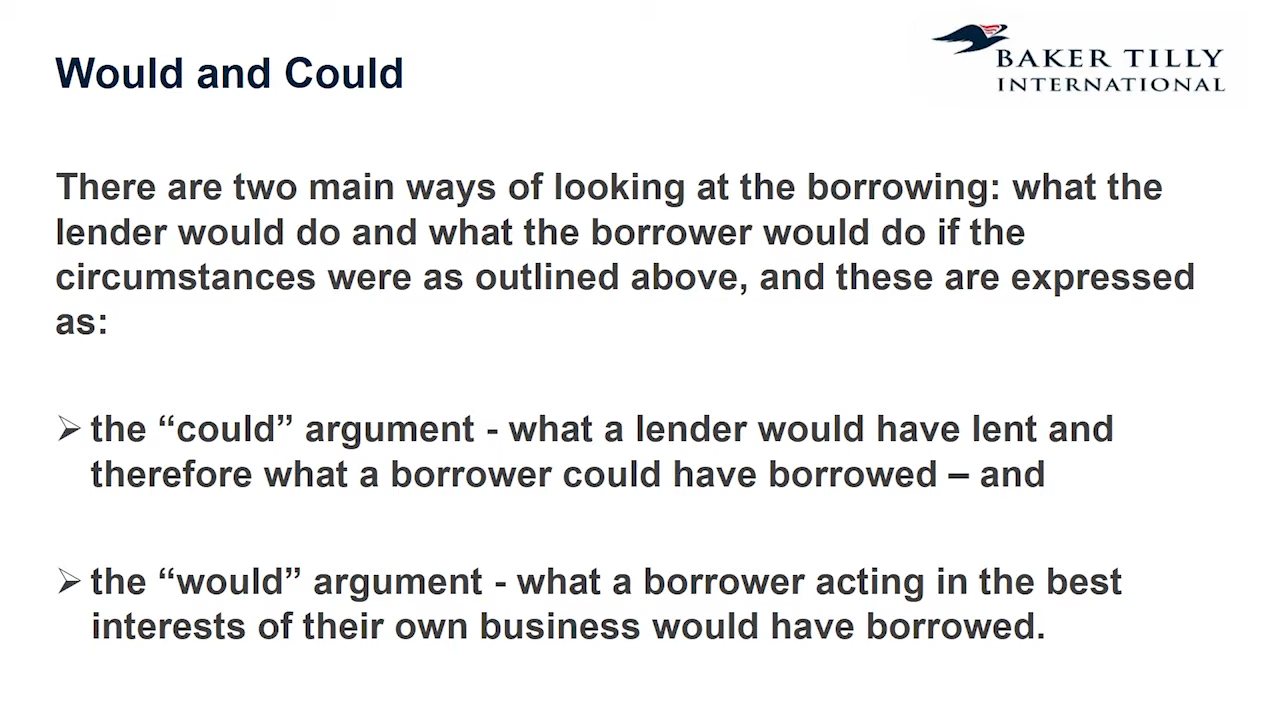 Would and Could
BAKER TILLY
INTERNATIONAL
There are two main ways of looking at the borrowing: what the
lender would do and what the borrower would do if the
circumstances were as outlined above, and these are expressed
as:
➢ the “could” argument - what a lender would have lent and
therefore what a borrower could have borrowed – and
➢ the “would” argument - what a borrower acting in the best
interests of their own business would have borrowed.